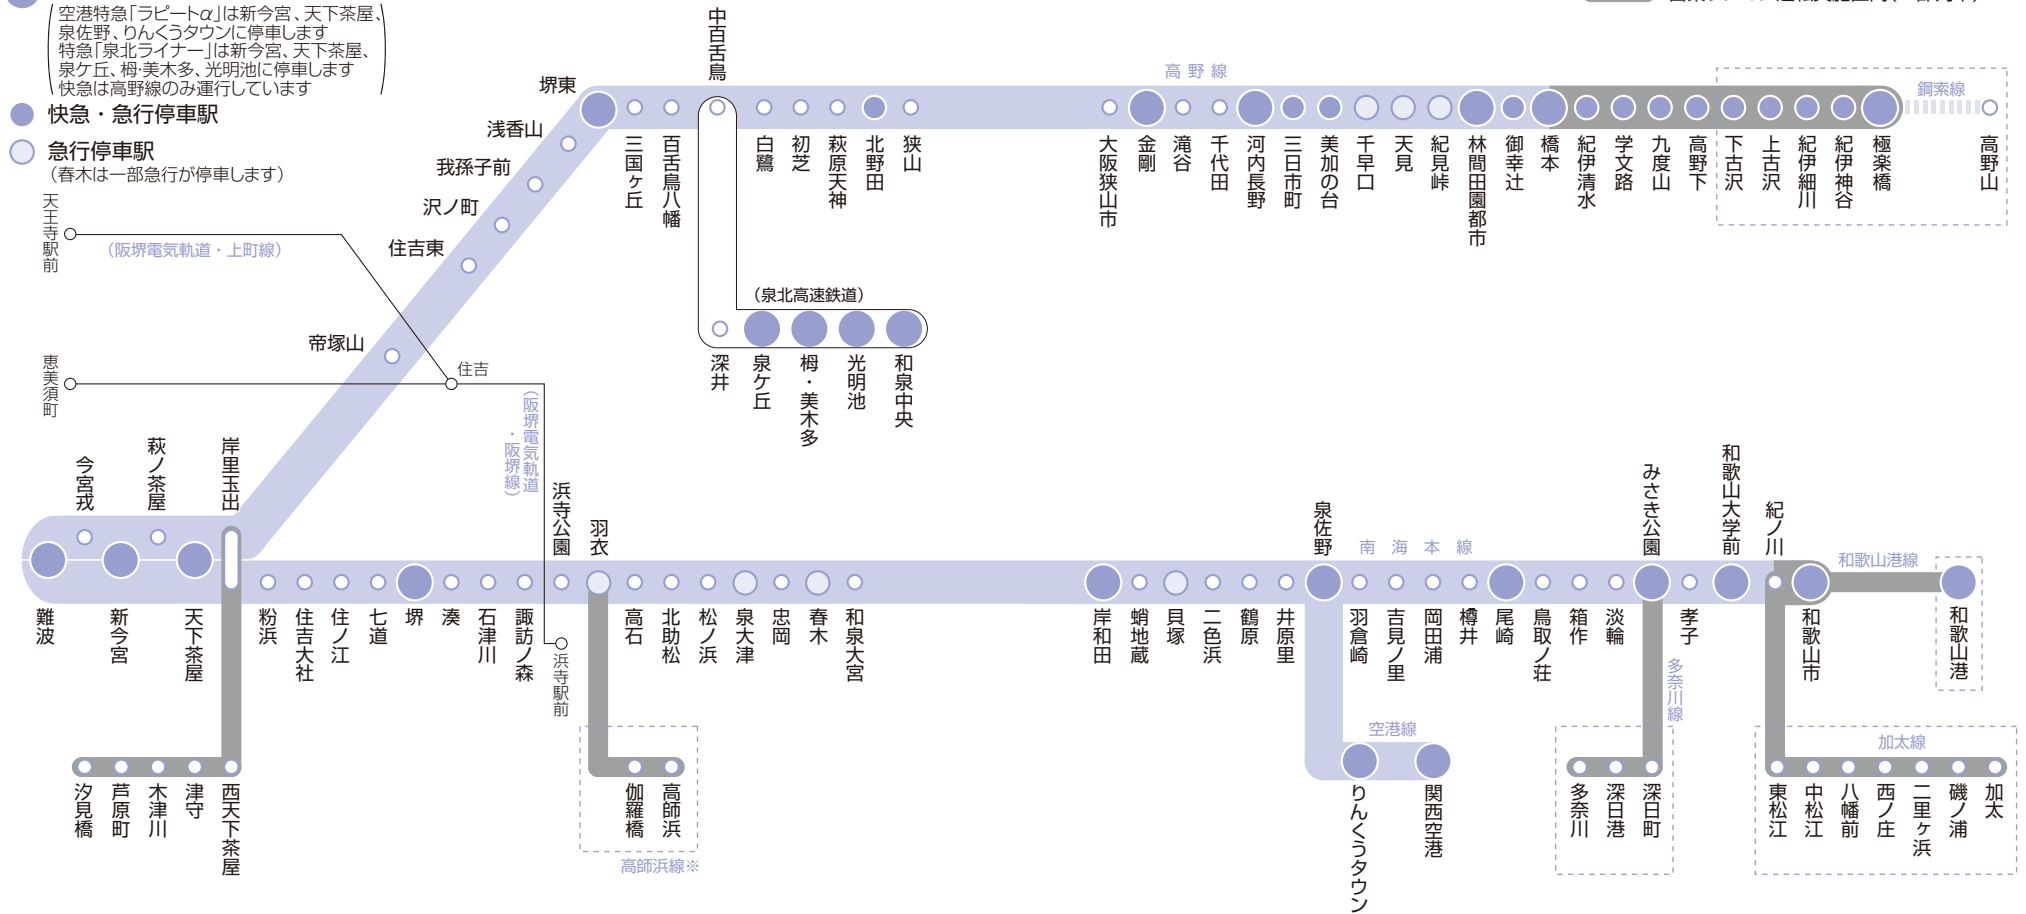 空港特急「ラピートα」は新今宮、天下茶屋、
泉佐野、りんくうタウンに停車します
特急「泉北ライナー」は新今宮、天下茶屋、
泉ケ丘、栂・美木多、光明池に停車します
快急は高野線のみ運行しています
快急・急行停車駅
急行停車駅
（春木は一部急行が停車します）
天王寺駅前
（阪堺電気軌道・上町線）
恵美須町
住吉
（阪堺電気軌道
・阪堺線）
浜寺駅前
高野線
鋼索線
堺東
浅香山
我孫子前
沢ノ町
住吉東
帝塚山
三国ヶ丘
百舌鳥八幡
中百舌鳥
白鷺
初芝
萩原天神
北野田
狭山
大阪狭山市
金剛
滝谷
千代田
河内長野
三日市町
美加の台
千早口
天見
紀見峠
林間田園都市
御幸辻
橋本
紀伊清水
学文路
九度山
高野下
下古沢
上古沢
紀伊細川
紀伊神谷
極楽橋
高野山
（泉北高速鉄道）
深井
泉ケ丘
栂・美木多
光明池
和泉中央
今宮戎
萩ノ茶屋
岸里玉出
難波
新今宮
天下茶屋
粉浜
住吉大社
住ノ江
七道
堺
湊
石津川
諏訪ノ森
浜寺公園
羽衣
高石
北助松
松ノ浜
泉大津
忠岡
春木
和泉大宮
岸和田
蛸地蔵
貝塚
二色浜
鶴原
井原里
泉佐野
南海本線
羽倉崎
吉見ノ里
岡田浦
樽井
尾崎
鳥取ノ荘
箱作
淡輪
みさき公園
孝子
和歌山大学前
紀ノ川
和歌山市
和歌山港線
和歌山港
多奈川線
汐見橋
芦原町
木津川
津守
西天下茶屋
伽羅橋
高師浜
高師浜線※
空港線
りんくうタウン
関西空港
多奈川
深日港
深日町
加太線
東松江
中松江
八幡前
西ノ庄
二里ヶ浜
磯ノ浦
加太